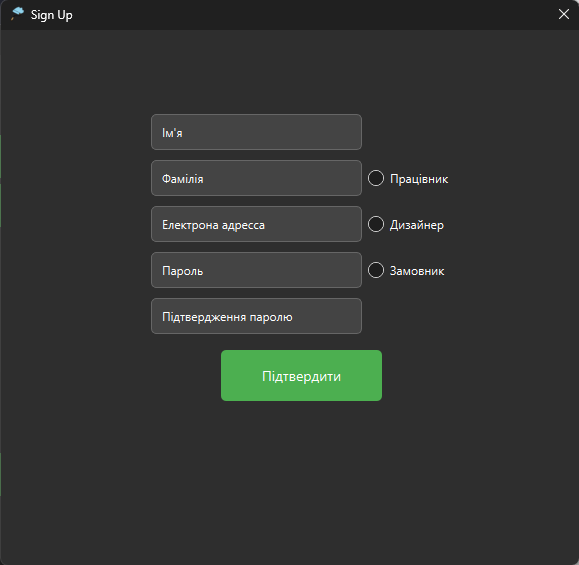 Sign Up
Ім'я
Фамілія
Працівник
Електрона адресса
Дизайнер
Пароль
Замовник
Підтвердження паролю
Підтвердити